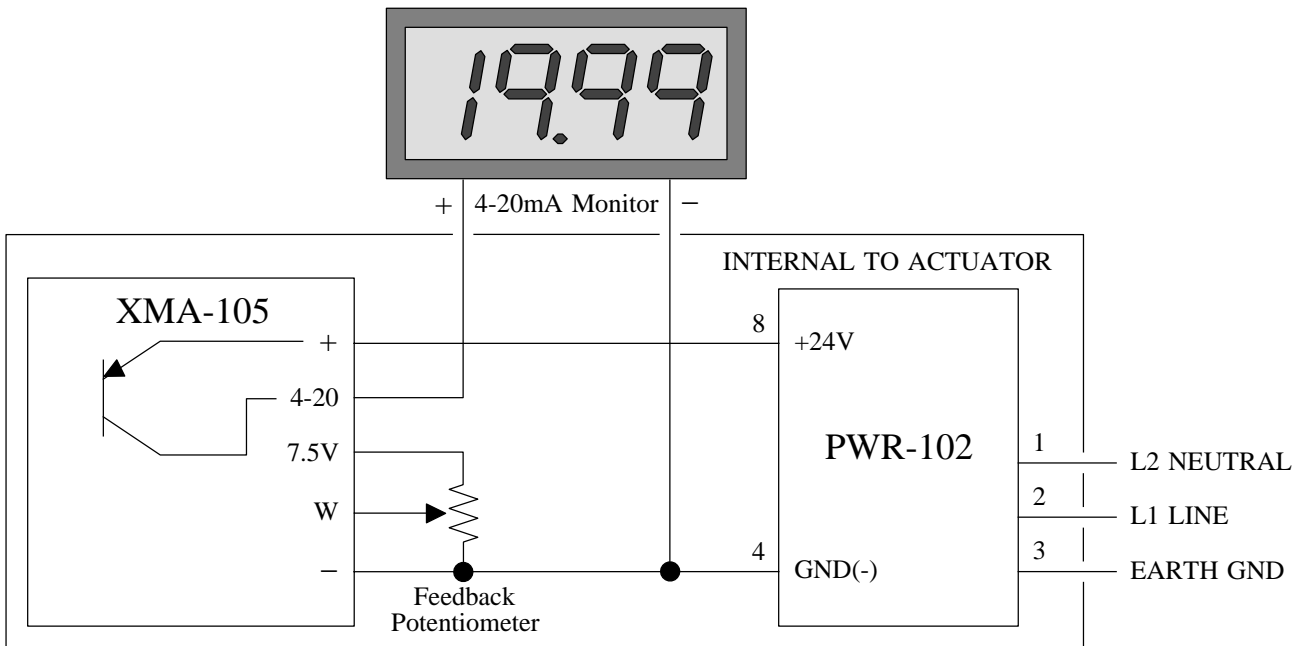 19.99
+ 4-20mA Monitor −
INTERNAL TO ACTUATOR
XMA-105
+
4-20
7.5V
W
−
Feedback
Potentiometer
8
+24V
PWR-102
4
GND(-)
1
L2 NEUTRAL
2
L1 LINE
3
EARTH GND